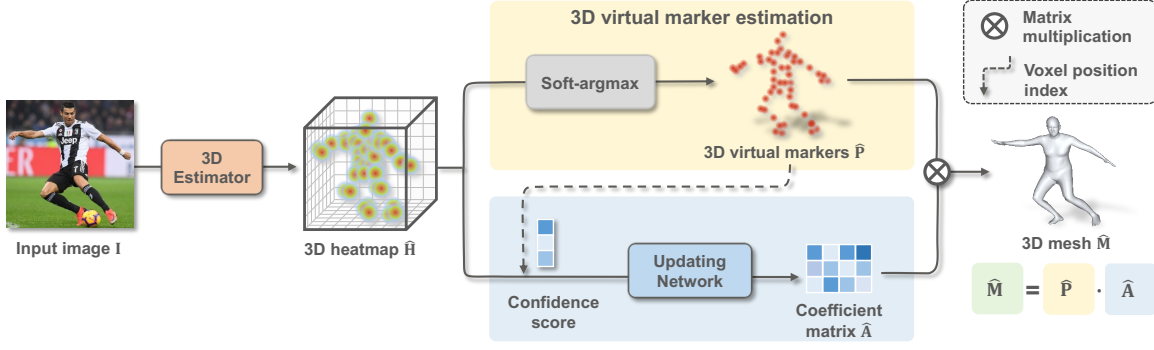 3D virtual marker estimation
Matrix
multiplication
Voxel position
index
Soft-argmax
3D virtual markers P̂
Jeep
3D
Estimator
Input image I
3D heatmap Ĥ
Confidence
score
Updating
Network
Coefficient
matrix Â
3D mesh M̂
M̂ = P̂ · Â